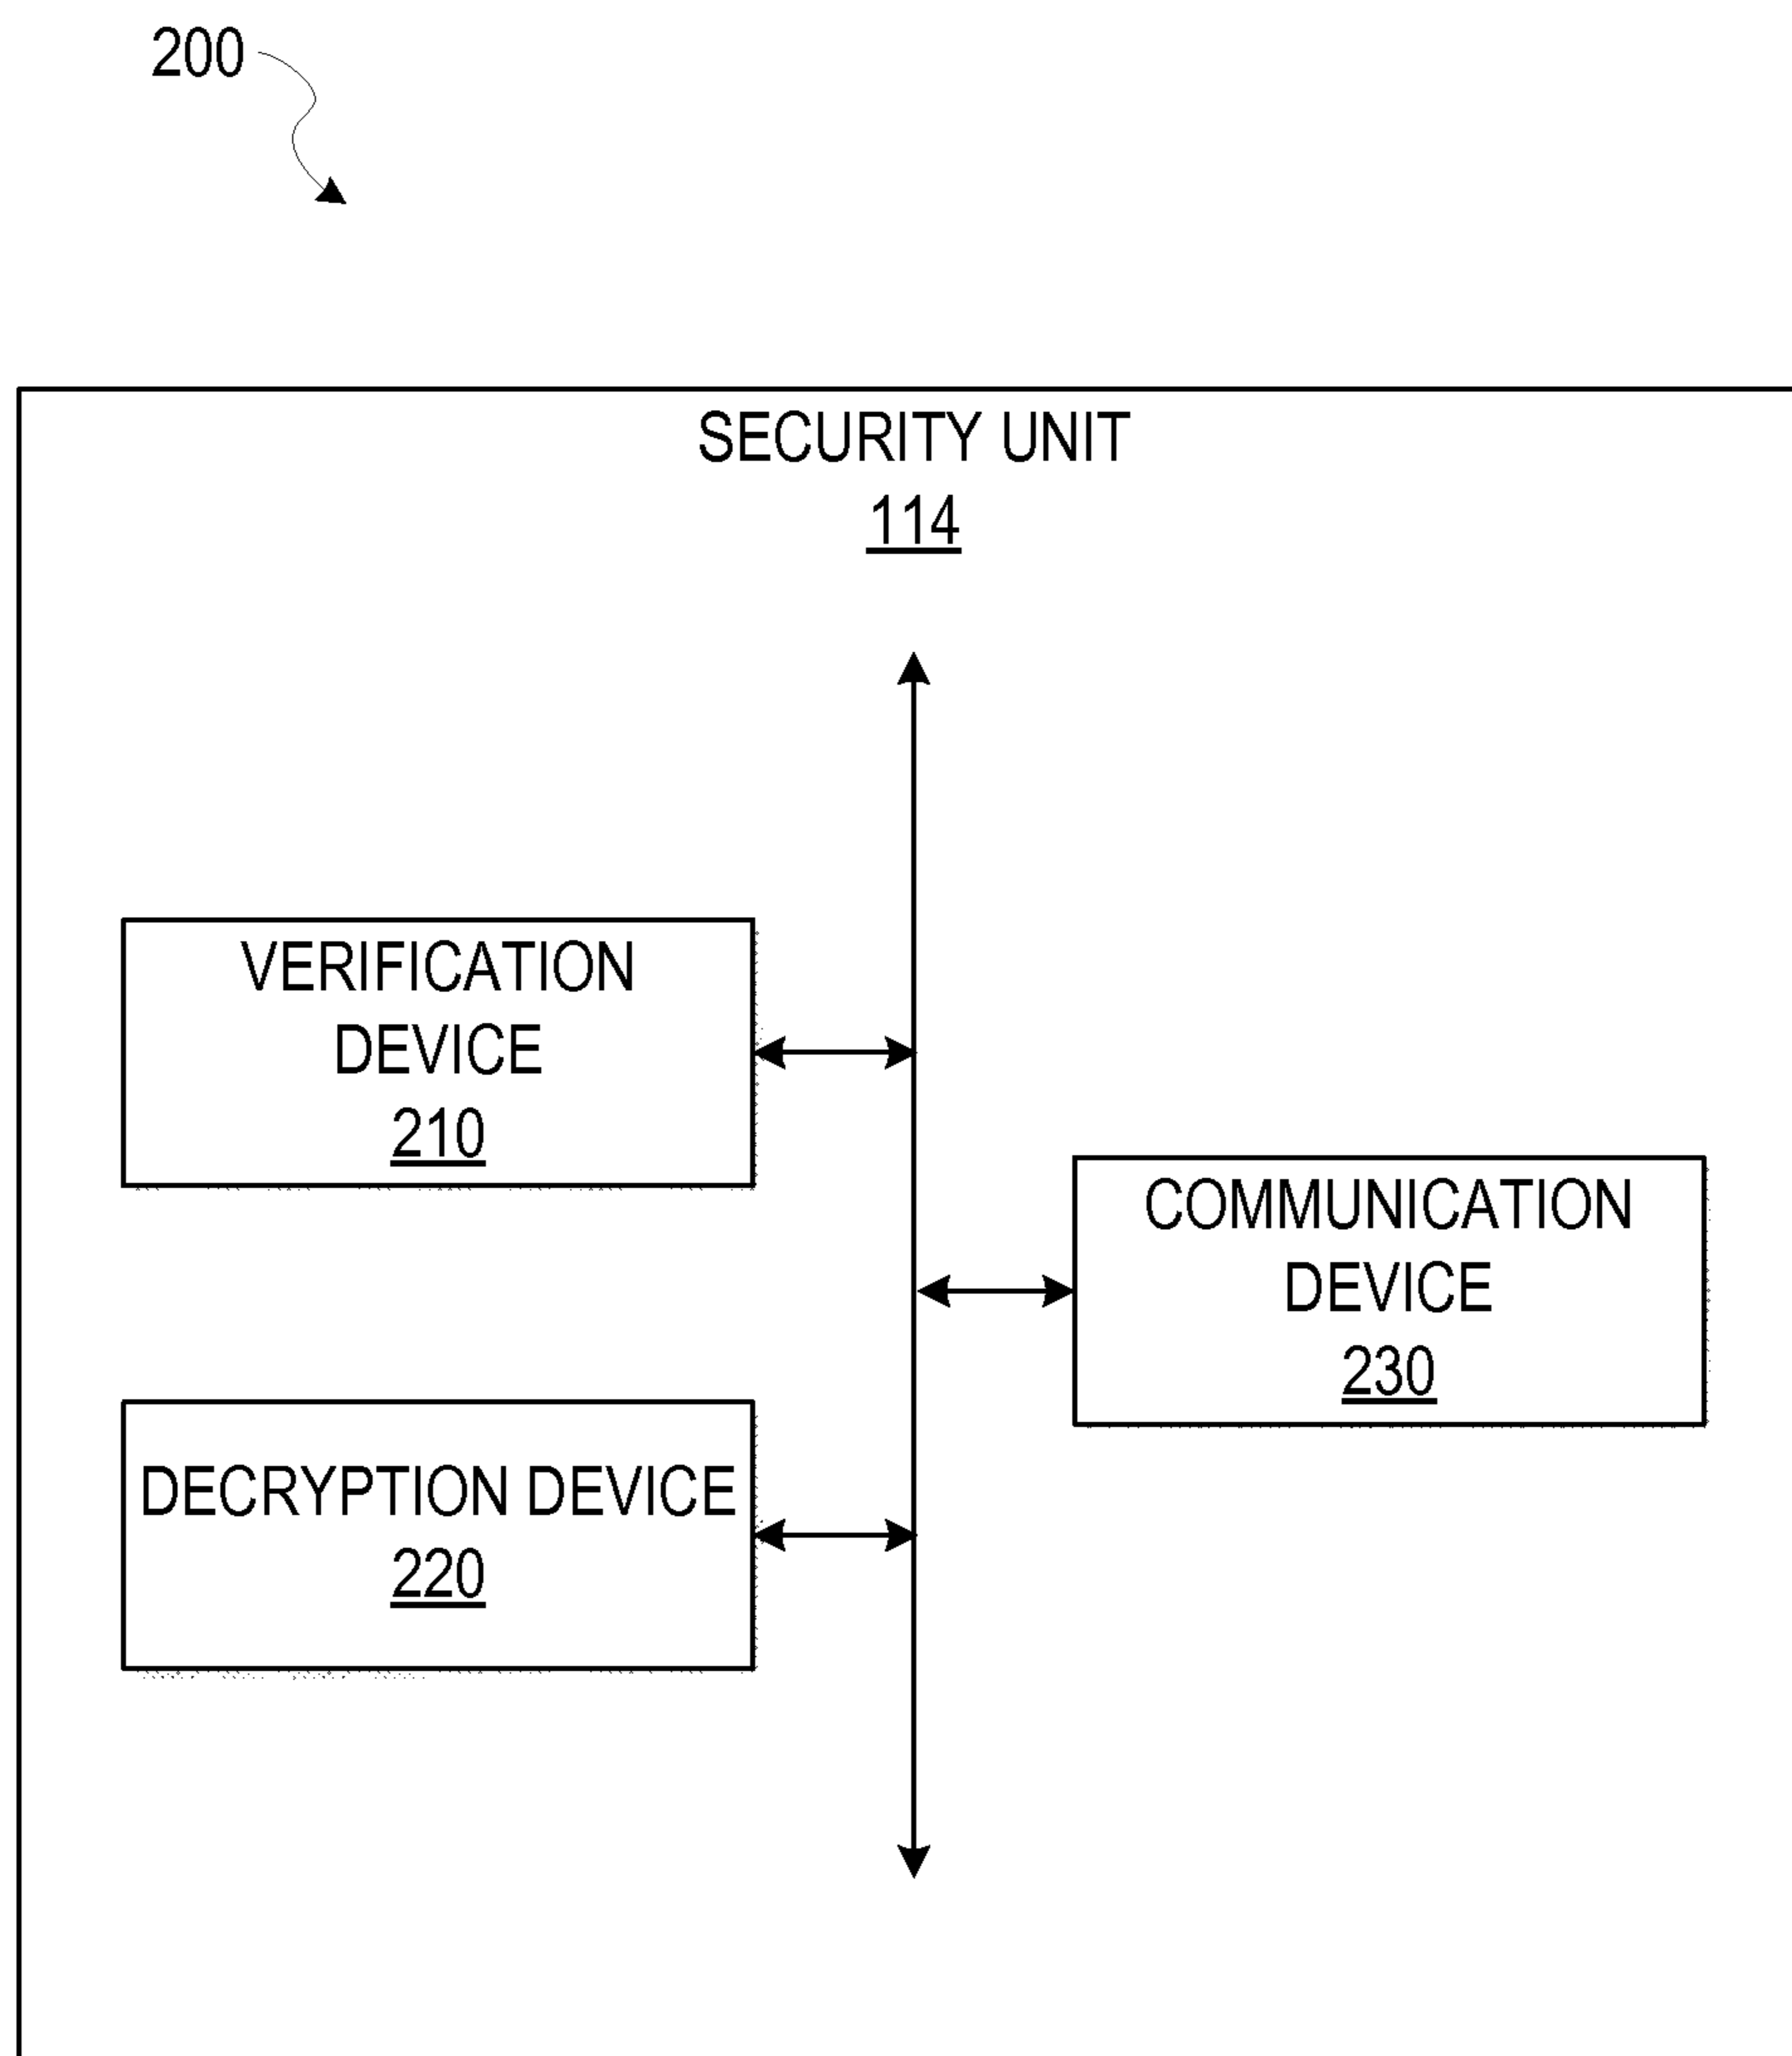 200
SECURITY UNIT
114
VERIFICATION
DEVICE
210
COMMUNICATION
DEVICE
230
DECRYPTION DEVICE
220